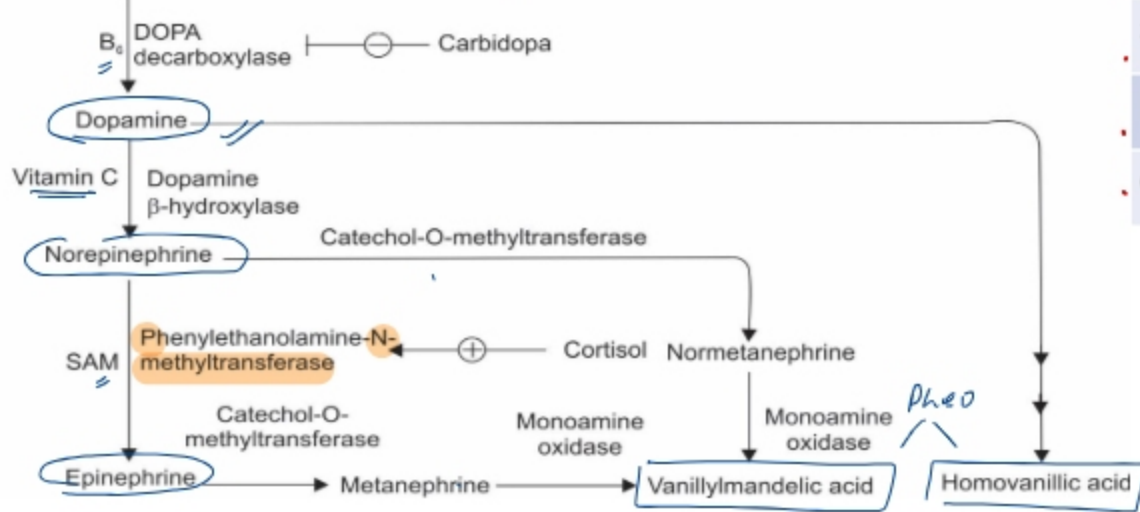 B₆
DOPA
decarboxylase
Carbidopa
Dopamine
Vitamin C
Dopamine
β-hydroxylase
Norepinephrine
Catechol-O-methyltransferase
SAM
Phenylethanolamine-N-
methyltransferase
Cortisol
Normetanephrine
Catechol-O-
methyltransferase
Monoamine
oxidase
Monoamine
oxidase
Pheo
Epinephrine
Metanephrine
Vanillylmandelic acid
Homovanillic acid